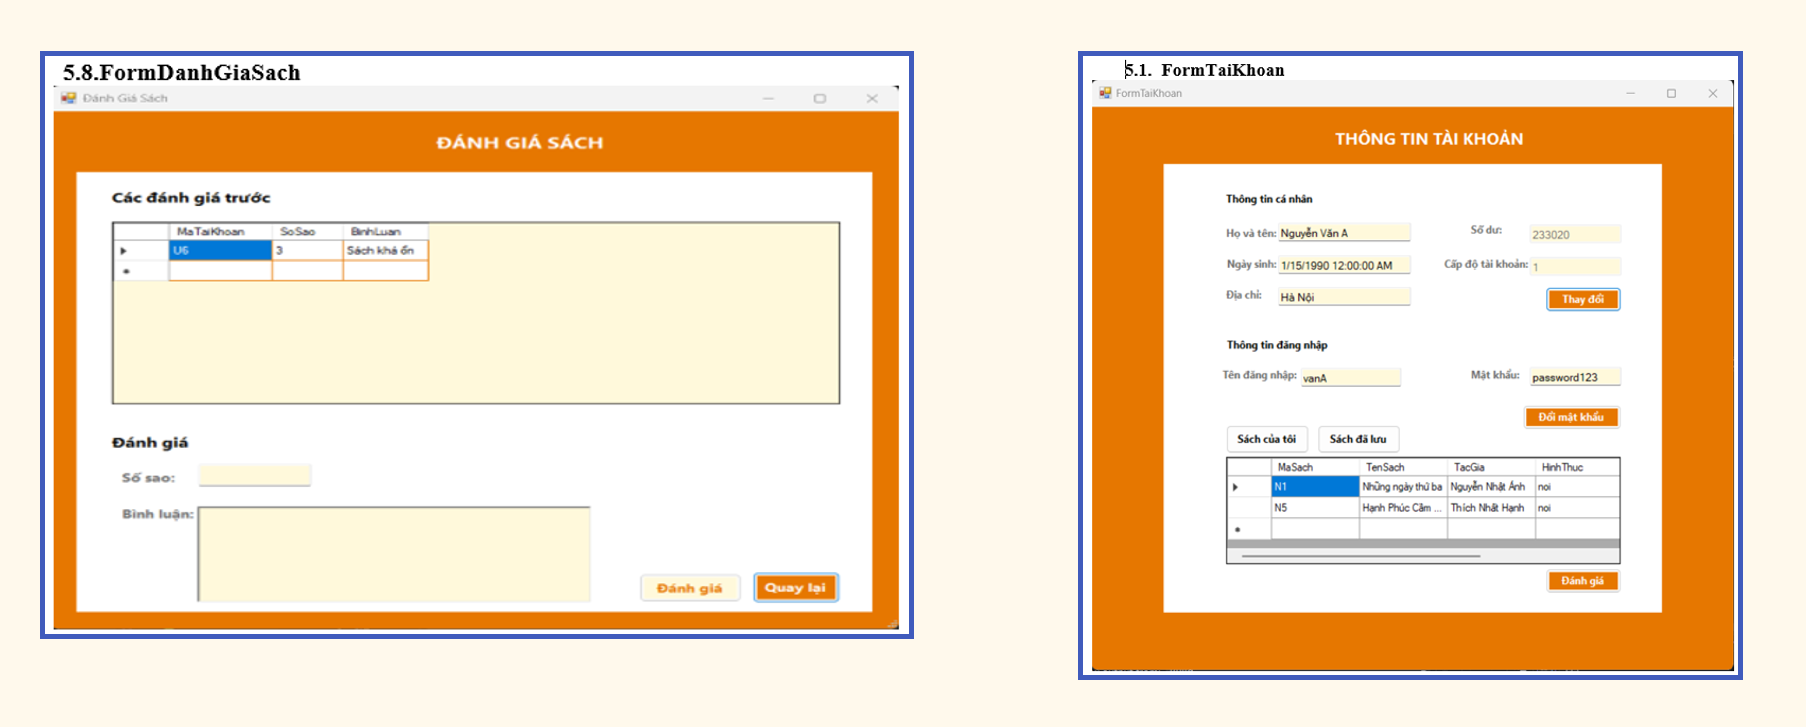 5.8.FormDanhGiaSach
Đánh Giá Sách
ĐÁNH GIÁ SÁCH
Các đánh giá trước
MaTaiKhoan SoSao BinhLuan
U6 3 Sách khá ổn
Đánh giá
Số sao:
Bình luận:
Đánh giá Quay lại
5.1. FormTaiKhoan
FormTaiKhoan
THÔNG TIN TÀI KHOẢN
Thông tin cá nhân
Họ và tên: Nguyễn Văn A Số dư: 233020
Ngày sinh: 1/15/1990 12:00:00 AM Cấp độ tài khoản: 1
Địa chỉ: Hà Nội
Thay đổi
Thông tin đăng nhập
Tên đăng nhập: vanA Mật khẩu: password123
Đổi mật khẩu
Sách của tôi Sách đã lưu
MaSach TenSach TacGia HinhThuc
N1 Những ngày thứ ba Nguyễn Nhật Ánh noi
N5 Hạnh Phúc Cầm ... Thích Nhất Hạnh noi
Đánh giá